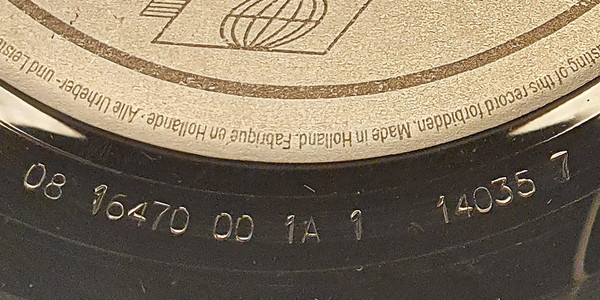 sting of this record forbidden. Made in Holland. Fabriqué en Hollande · Alle Urheber- und Leist
08 16470 00 1A 1 14035 7